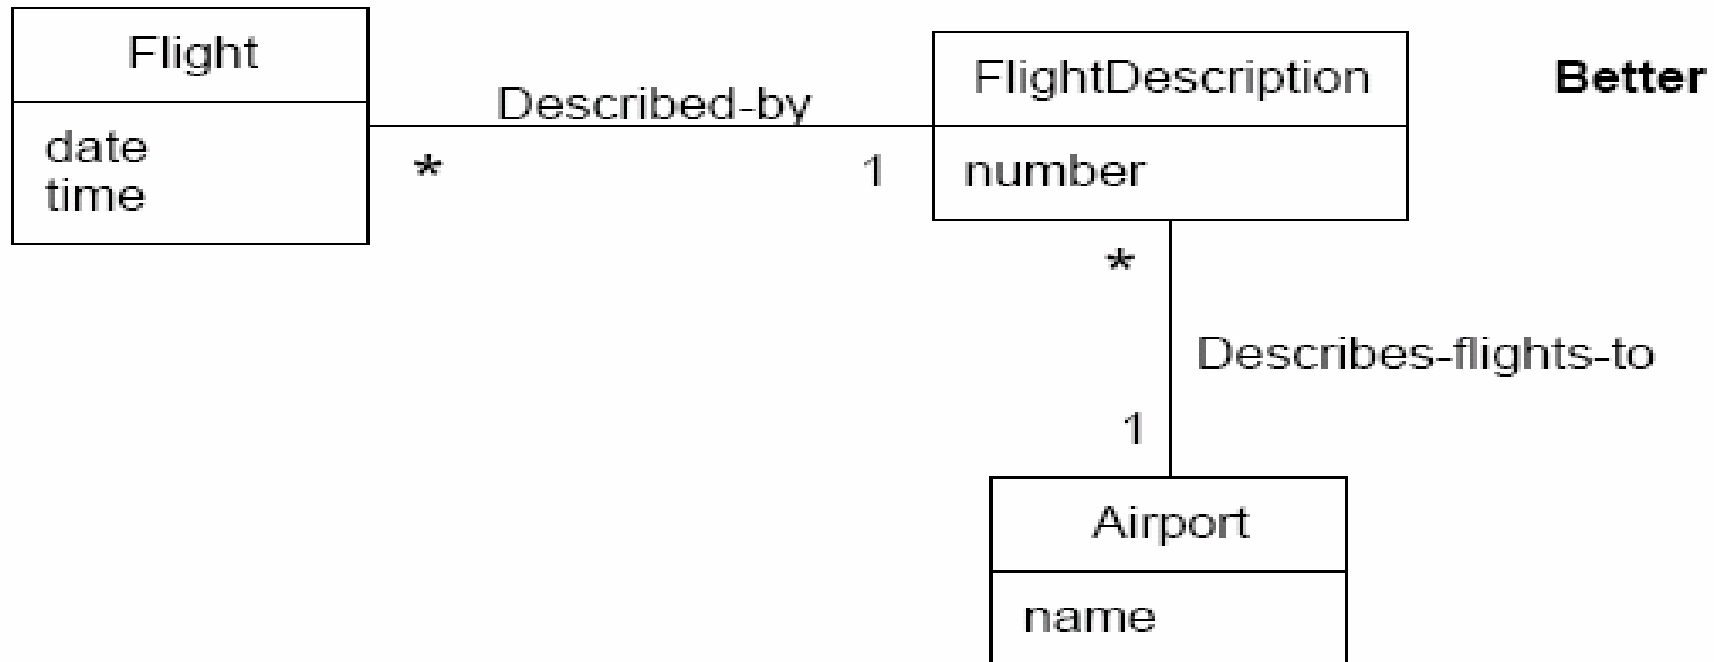 Flight
date
time
Described-by
*
1
FlightDescription
number
Better
*
Describes-flights-to
1
Airport
name